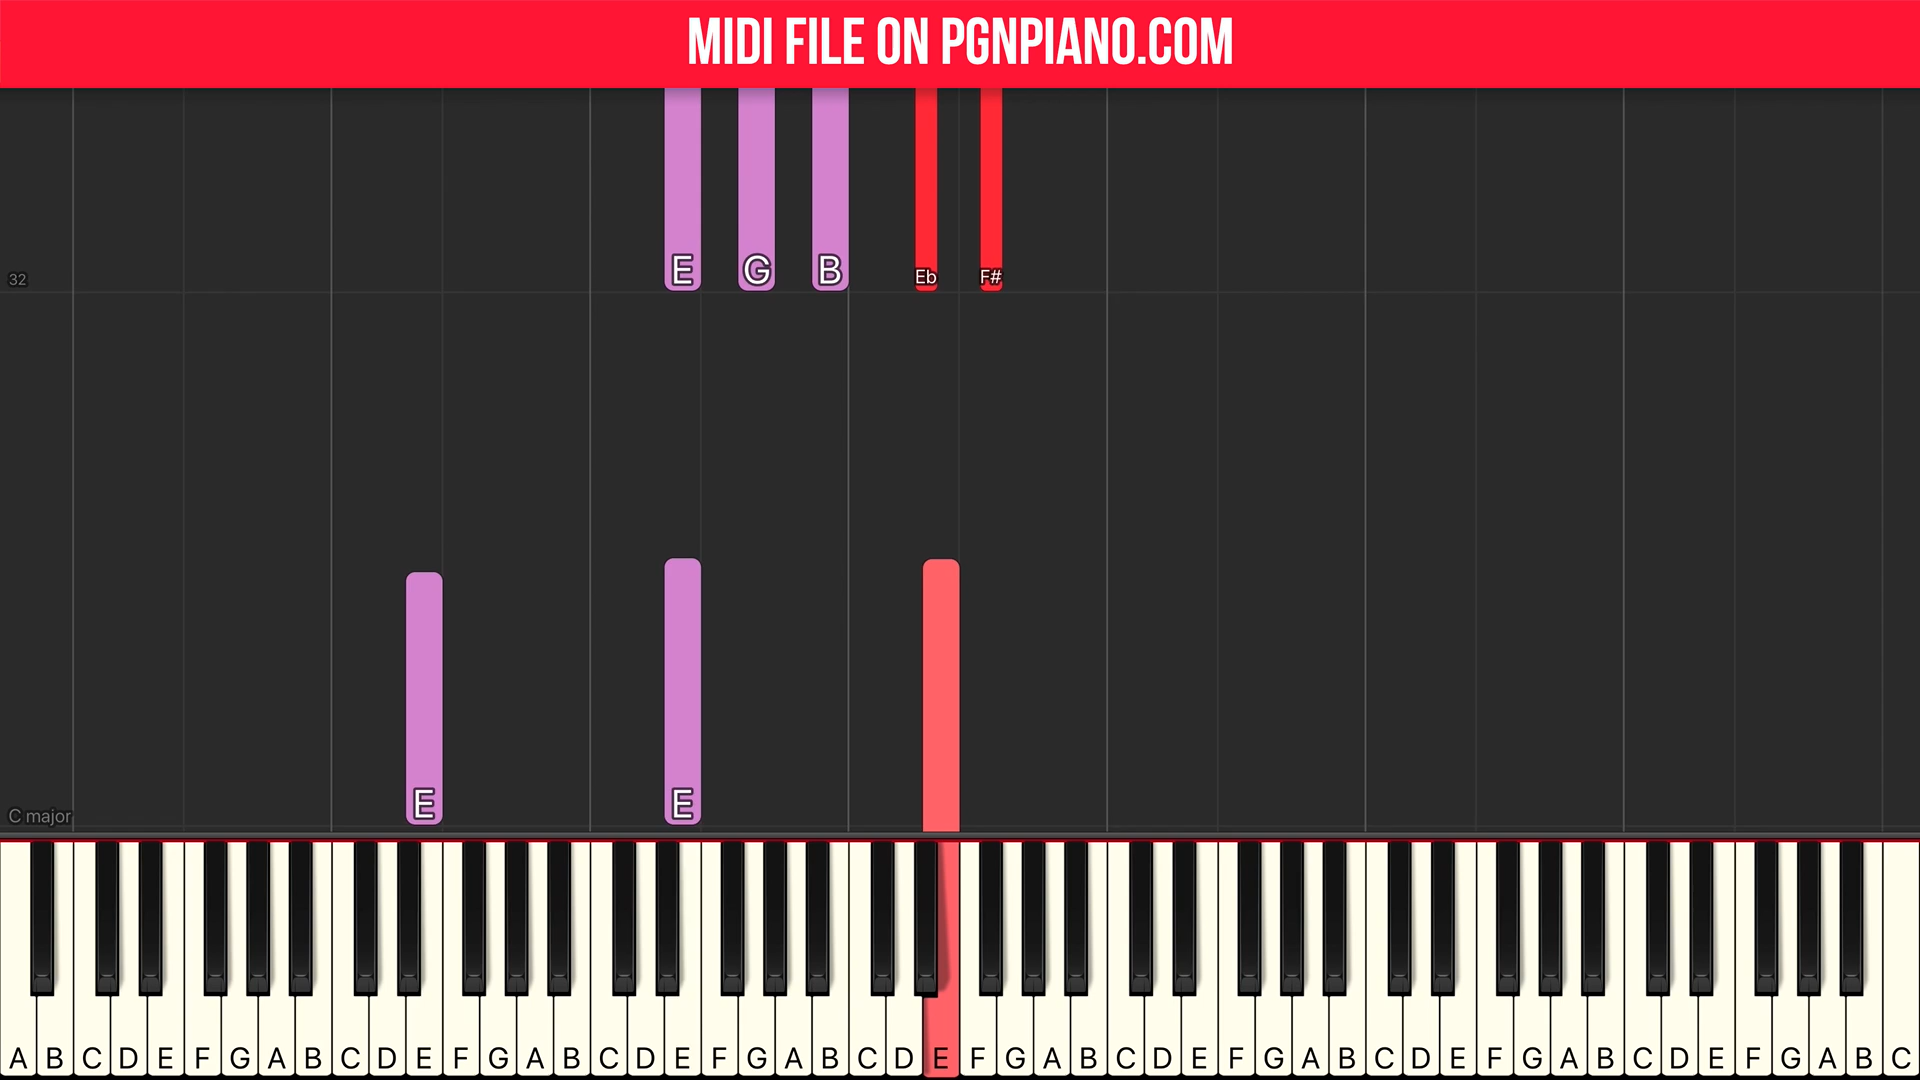 MIDI FILE ON PGNPIANO.COM
E G B Eb F#
32
E E
C major
A B C D E F G A B C D E F G A B C D E F G A B C D E F G A B C D E F G A B C D E F G A B C D E F G A B C